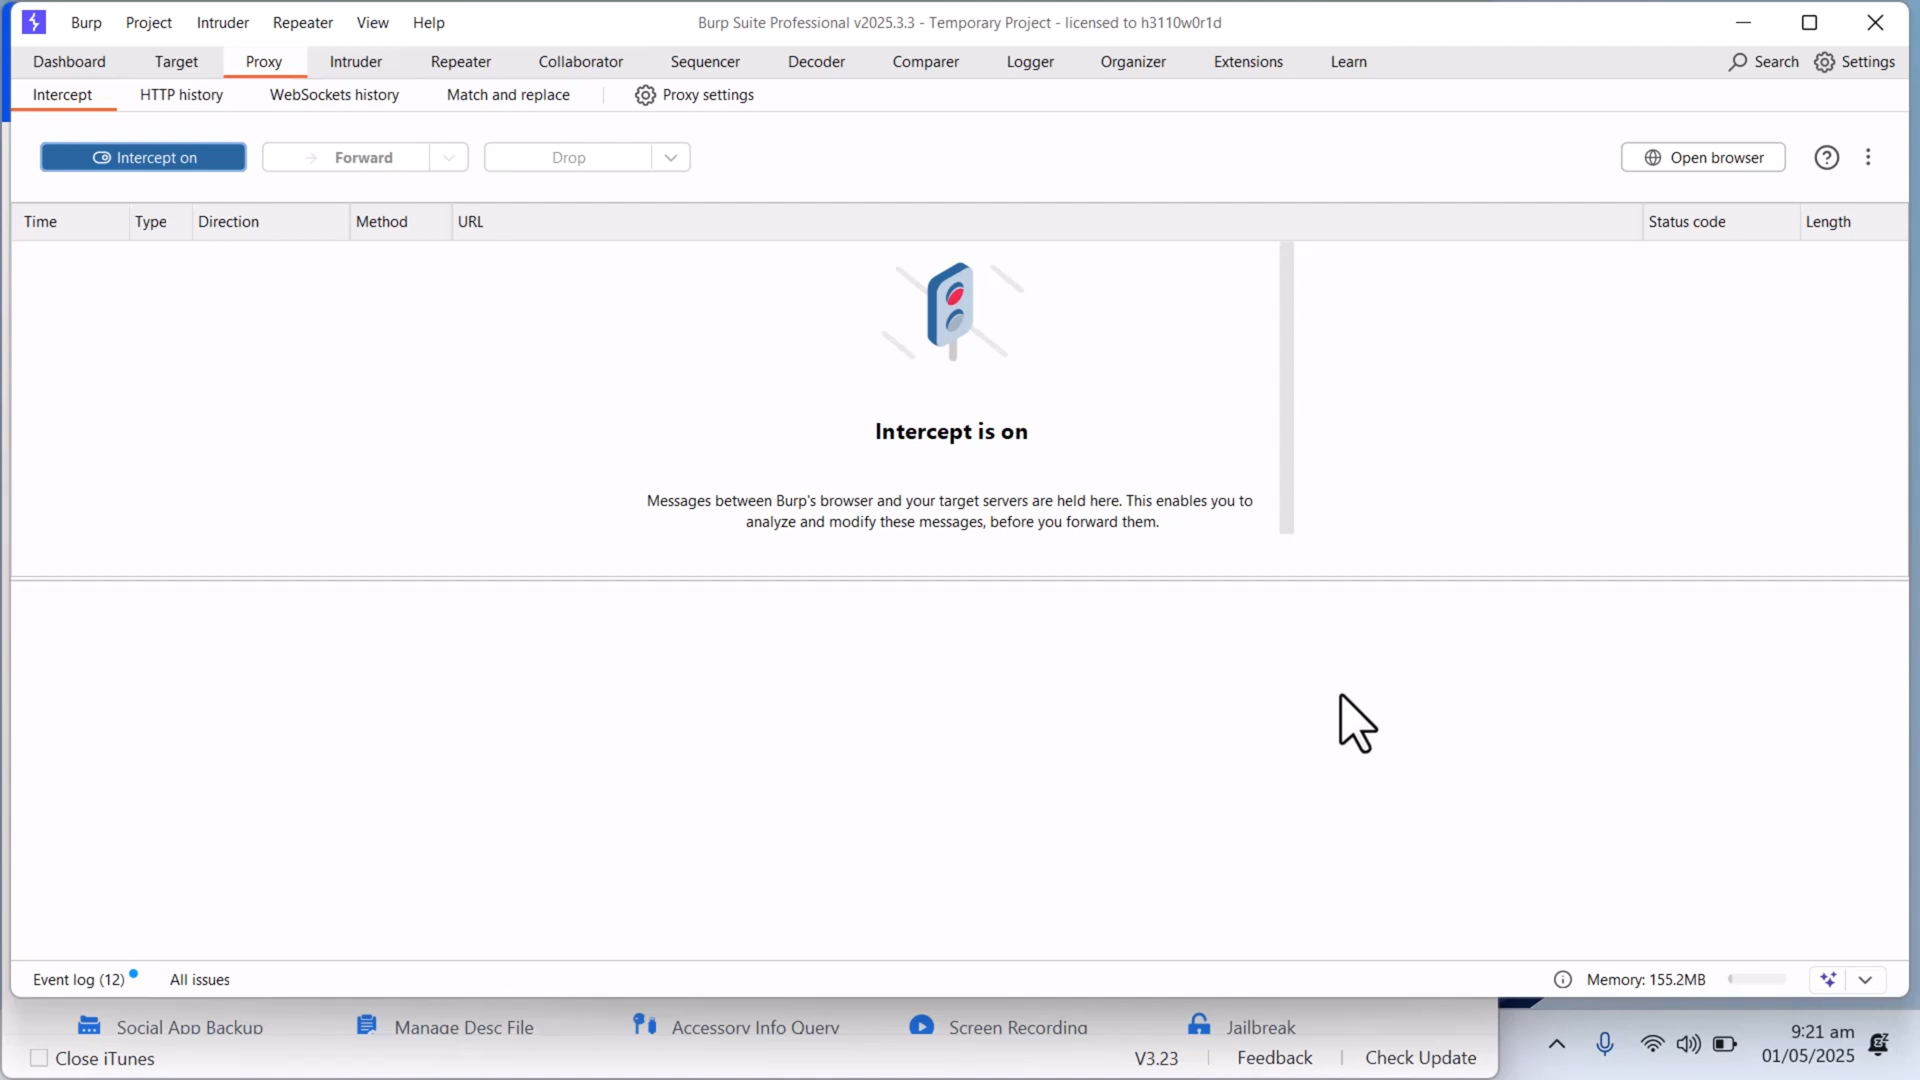 Burp Project Intruder Repeater View Help Burp Suite Professional v2025.3.3 - Temporary Project - licensed to h3110w0r1d
Dashboard Target Proxy Intruder Repeater Collaborator Sequencer Decoder Comparer Logger Organizer Extensions Learn Search Settings
Intercept HTTP history WebSockets history Match and replace Proxy settings
Intercept on Forward Drop Open browser
Time Type Direction Method URL Status code Length
Intercept is on
Messages between Burp's browser and your target servers are held here. This enables you to
analyze and modify these messages, before you forward them.
Event log (12) All issues Memory: 155.2MB
Social App Backup Manage Desc File Accessory Info Query Screen Recording Jailbreak
Close iTunes V3.23 Feedback Check Update
9:21 am
01/05/2025